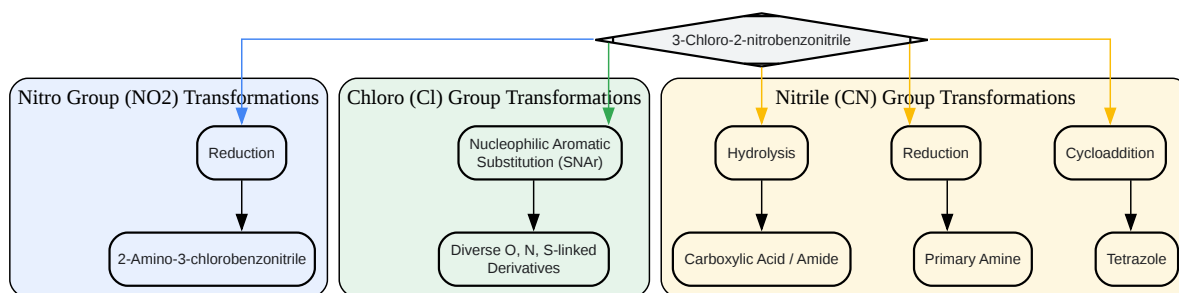 3-Chloro-2-nitrobenzonitrile
Nitro Group (NO2) Transformations
Reduction
2-Amino-3-chlorobenzonitrile
Chloro (Cl) Group Transformations
Nucleophilic Aromatic
Substitution (SNAr)
Diverse O, N, S-linked
Derivatives
Nitrile (CN) Group Transformations
Hydrolysis
Reduction
Cycloaddition
Carboxylic Acid / Amide
Primary Amine
Tetrazole